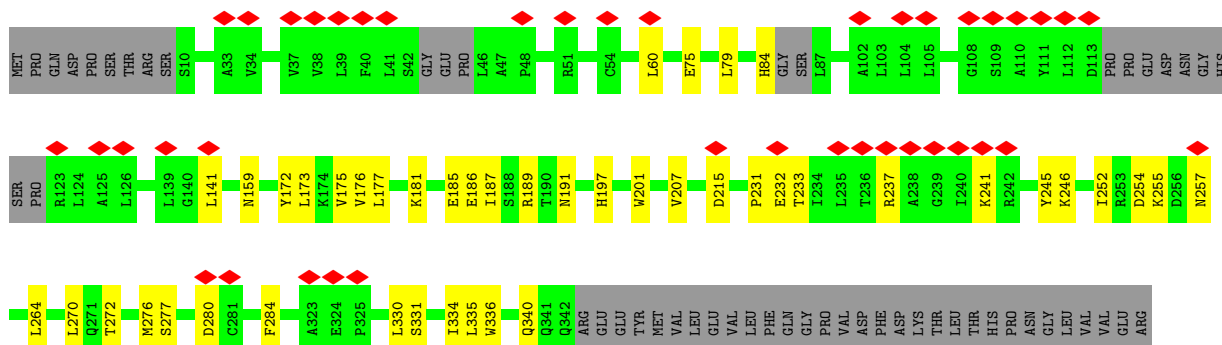 MET PRO GLN ASP PRO SER THR ARG SER S10 A33 V34 V37 V38 L39 F40 L41 S42 GLY GLU PRO L46 A47 P48 R51 C54 L60 E75 L79 H84 GLY SER L87 A102 L103 L104 L105 G108 S109 A110 Y111 L112 D113 PRO PRO GLU ASP ASN GLY HIS
SER PRO R123 L124 A125 L126 L139 G140 L141 N159 Y172 L173 K174 V175 V176 L177 K181 E185 E186 I187 S188 R189 T190 N191 H197 W201 V207 D215 P231 E232 T233 I234 L235 T236 R237 A238 G239 I240 K241 R242 Y245 K246 I252 R253 D254 K255 D256 N257
L264 L270 Q271 T272 M276 S277 D280 C281 F284 A323 E324 P325 L330 S331 I334 L335 W336 Q340 Q341 Q342 ARG GLU GLU TYR MET VAL LEU GLU VAL LEU PHE GLN GLY PRO VAL ASP PHE ASP LYS THR LEU THR HIS PRO ASN GLY LEU VAL VAL GLU ARG